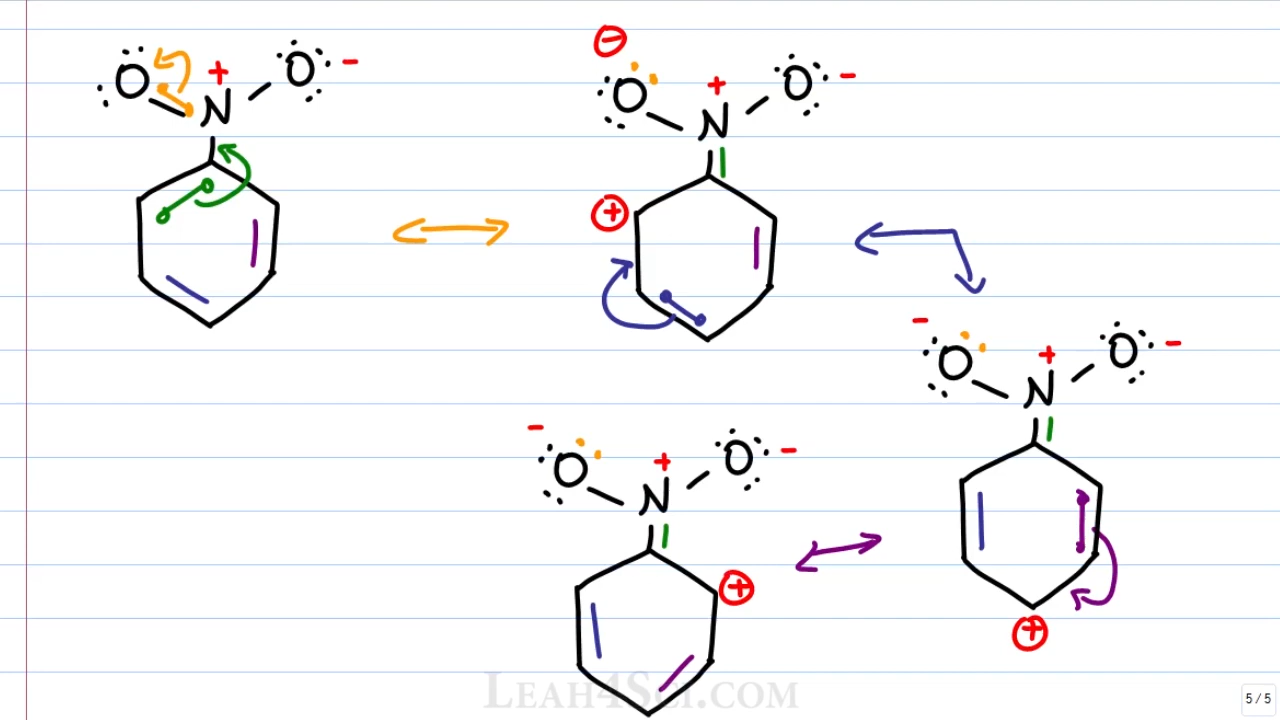 O N+ O-
⊖
O N+ O-
⊕
- O N+ O-
⊕
- O N+ O-
⊕
LEAH4SCI.COM
5/5